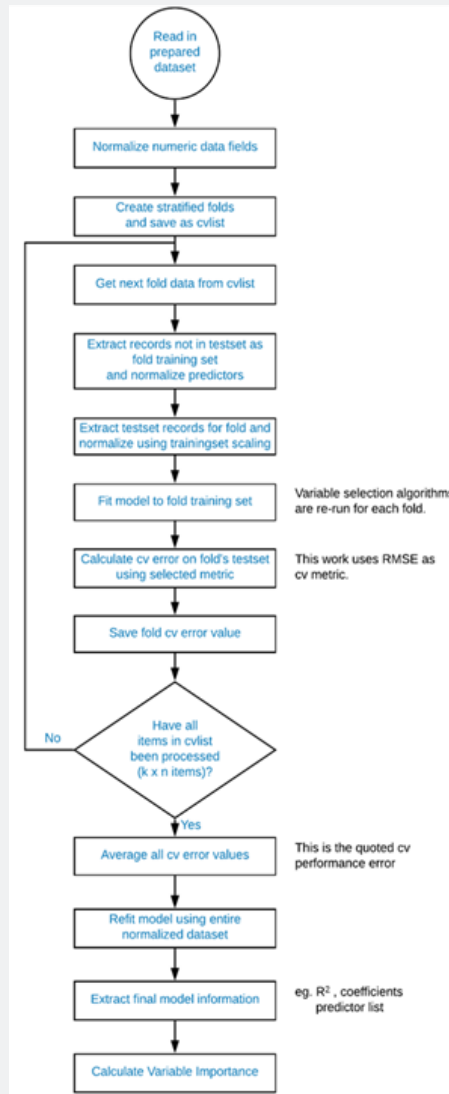 Read in
prepared
dataset
Normalize numeric data fields
Create stratified folds
and save as cvlist
Get next fold data from cvlist
Extract records not in testset as
fold training set
and normalize predictors
Extract testset records for fold and
normalize using trainingset scaling
Fit model to fold training set
Variable selection algorithms
are re-run for each fold.
Calculate cv error on fold's testset
using selected metric
This work uses RMSE as
cv metric.
Save fold cv error value
No
Have all
items in cvlist
been processed
(k x n items)?
Yes
Average all cv error values
This is the quoted cv
performance error
Refit model using entire
normalized dataset
Extract final model information
eg. R² , coefficients
predictor list
Calculate Variable Importance